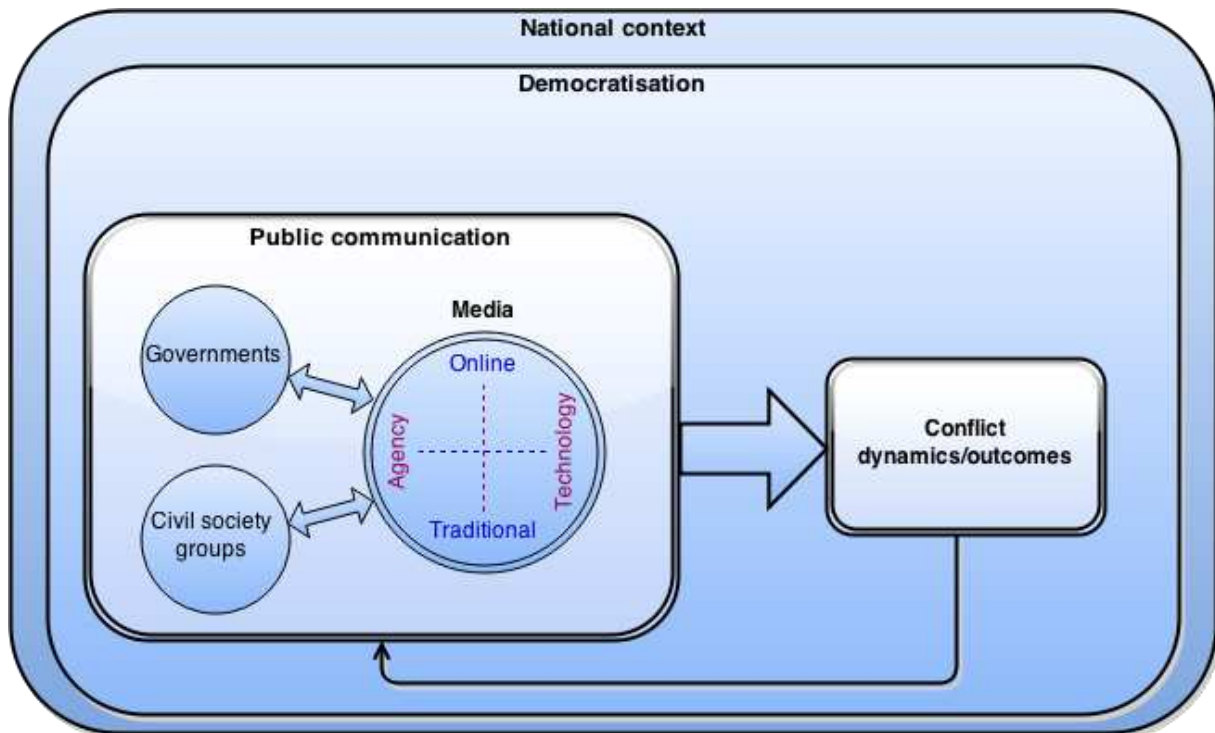 National context
Democratisation
Public communication
Governments
Media
Online
Agency
Technology
Traditional
Civil society
groups
Conflict
dynamics/outcomes